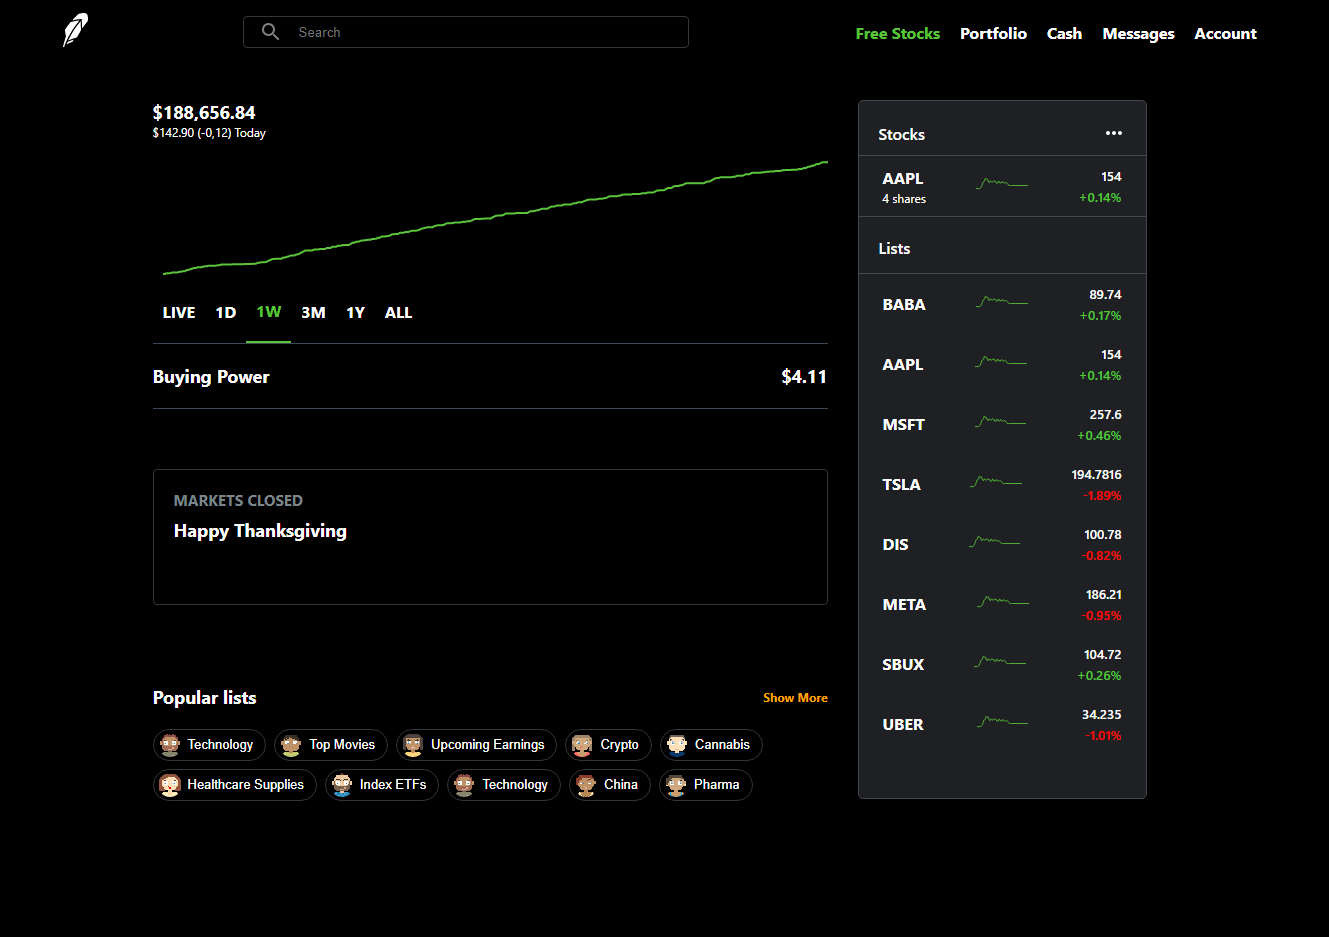 Search
Free Stocks Portfolio Cash Messages Account
$188,656.84
$142.90 (-0,12) Today
LIVE 1D 1W 3M 1Y ALL
Buying Power $4.11
MARKETS CLOSED
Happy Thanksgiving
Popular lists Show More
Technology Top Movies Upcoming Earnings Crypto Cannabis
Healthcare Supplies Index ETFs Technology China Pharma
Stocks
AAPL 154
4 shares +0.14%
Lists
BABA 89.74
+0.17%
AAPL 154
+0.14%
MSFT 257.6
+0.46%
TSLA 194.7816
-1.89%
DIS 100.78
-0.82%
META 186.21
-0.95%
SBUX 104.72
+0.26%
UBER 34.235
-1.01%